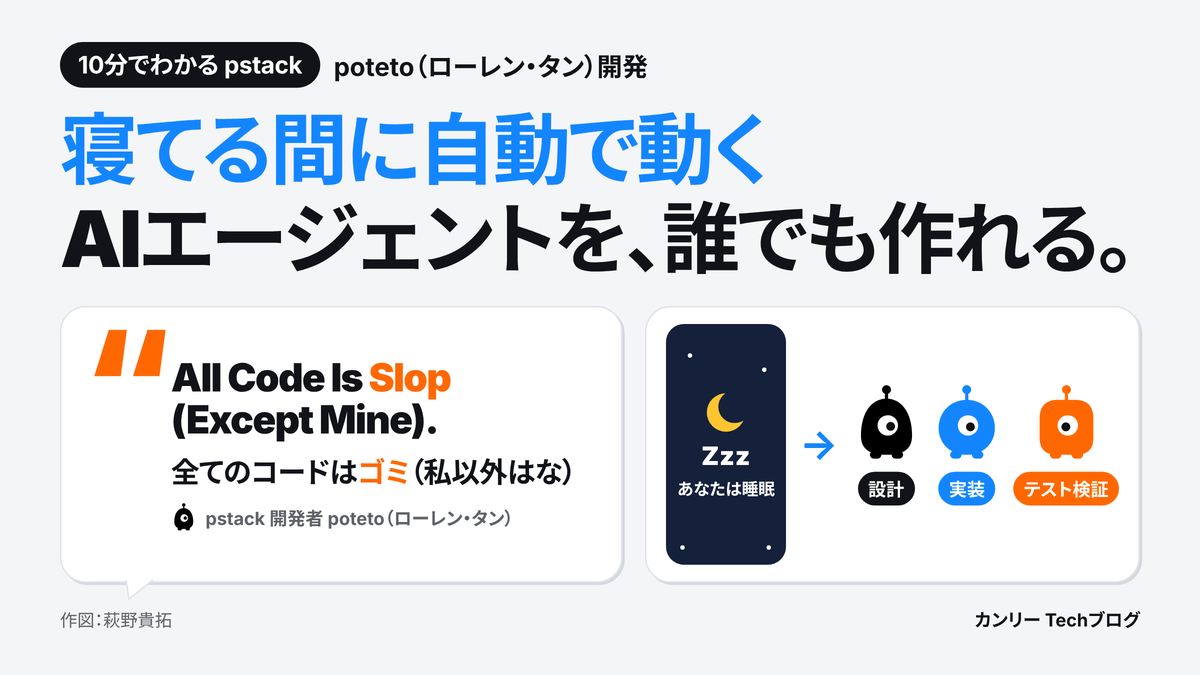 10分でわかる pstack
poteto（ローレン・タン）開発
寝てる間に自動で動く
AIエージェントを、誰でも作れる。
All Code Is Slop
(Except Mine).
全てのコードはゴミ（私以外はな）
pstack 開発者 poteto（ローレン・タン）
Zzz
あなたは睡眠
設計
実装
テスト検証
作図：萩野貴拓
カンリー Techブログ